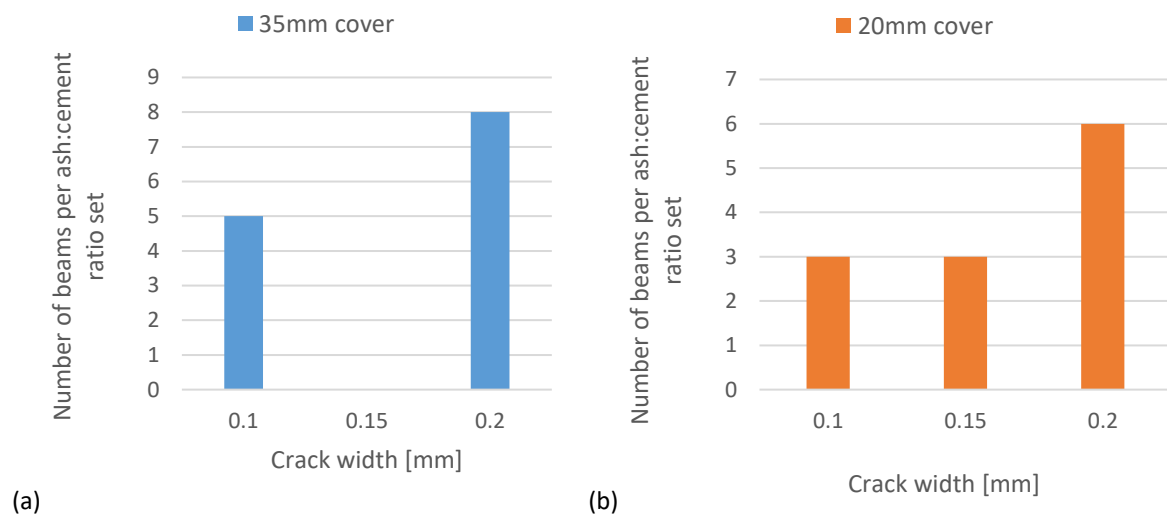 35mm cover
Number of beams per ash:cement
ratio set
9
8
7
6
5
4
3
2
1
0
0.1 0.15 0.2
Crack width [mm]
(a)
20mm cover
Number of beams per ash:cement
ratio set
7
6
5
4
3
2
1
0
0.1 0.15 0.2
Crack width [mm]
(b)